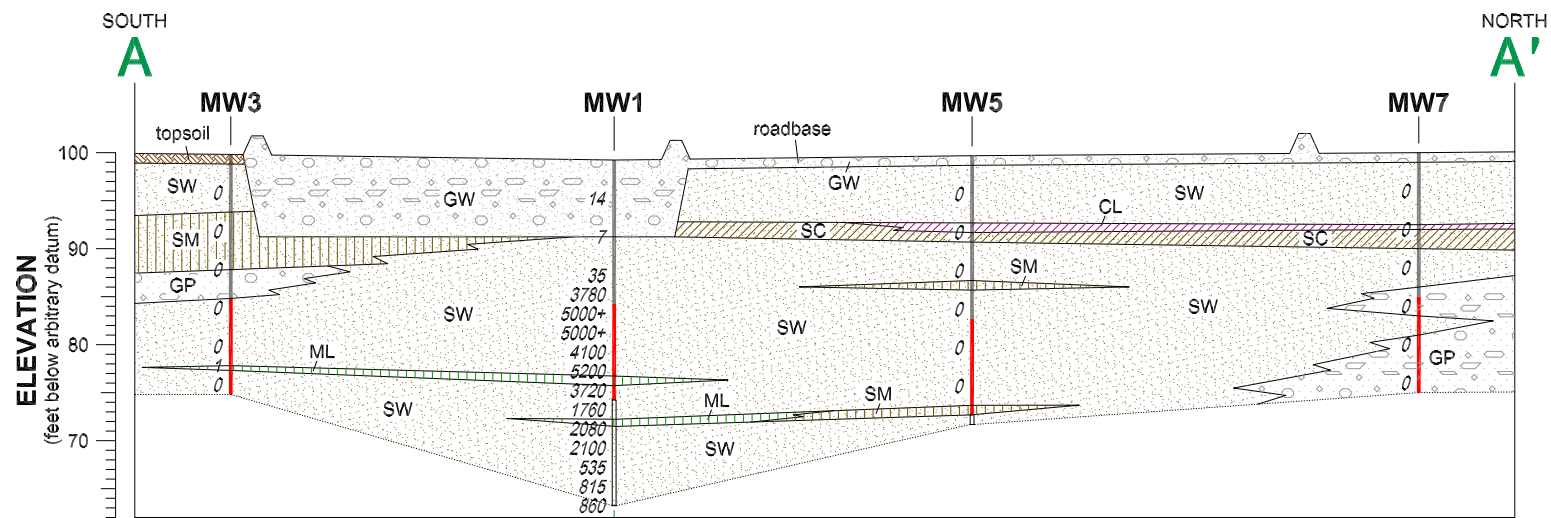 SOUTH
A
NORTH
A'
MW3
MW1
MW5
MW7
topsoil
roadbase
100
90
80
70
ELEVATION
(feet below arbitrary datum)
SW
SM
GP
GW
GW
SW
CL
SC
SC
SM
SW
SW
SW
GP
ML
SW
ML
SM
SW
0
0
0
0
0
1
0
14
7
35
3780
5000+
5000+
4100
5200
3720
1760
2080
2100
535
815
860
0
0
0
0
0
0
0
0
0
0
0
0